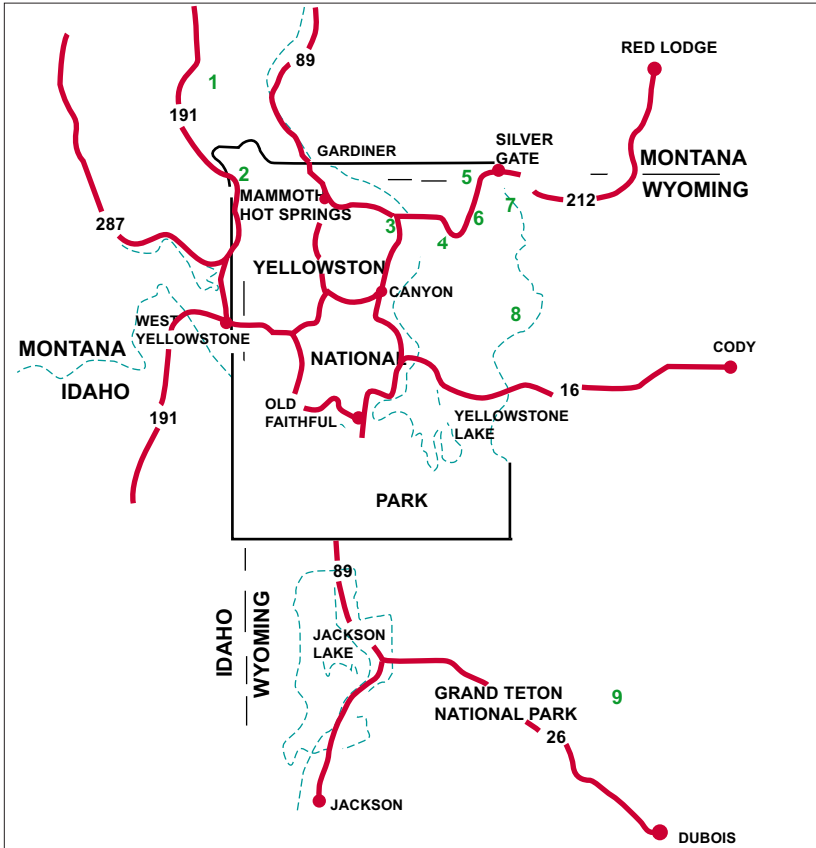 RED LODGE
89
1
191
SILVER
GATE
GARDINER
MONTANA
WYOMING
2
5
MAMMOTH
HOT SPRINGS
7
212
6
3
4
287
YELLOWSTON
CANYON
8
WEST
YELLOWSTONE
MONTANA
IDAHO
NATIONAL
CODY
16
191
OLD
FAITHFUL
YELLOWSTONE
LAKE
PARK
89
IDAHO
WYOMING
JACKSON
LAKE
GRAND TETON
NATIONAL PARK
9
26
JACKSON
DUBOIS